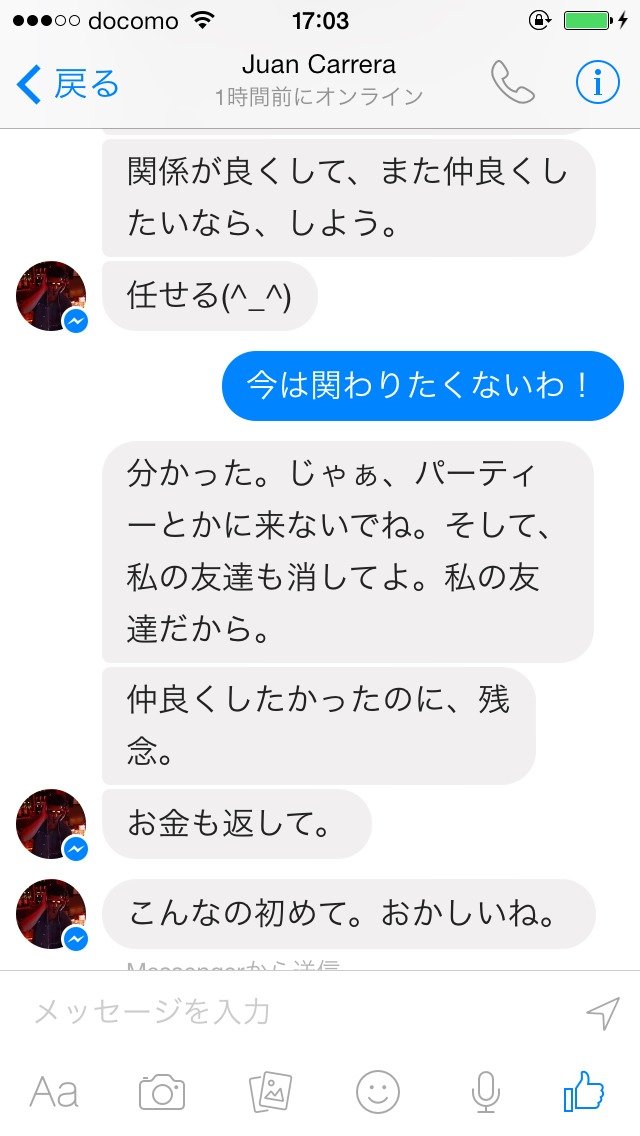 docomo 17:03
戻る
Juan Carrera
1時間前にオンライン
関係が良くして、また仲良くし
たいなら、しよう。
任せる(^_^)
今は関わりたくないわ！
分かった。じゃぁ、パーティ
ーとかに来ないでね。そして、
私の友達も消してよ。私の友
達だから。
仲良くしたかったのに、残
念。
お金も返して。
こんなの初めて。おかしいね。
Messengerから送信
メッセージを入力
Aa